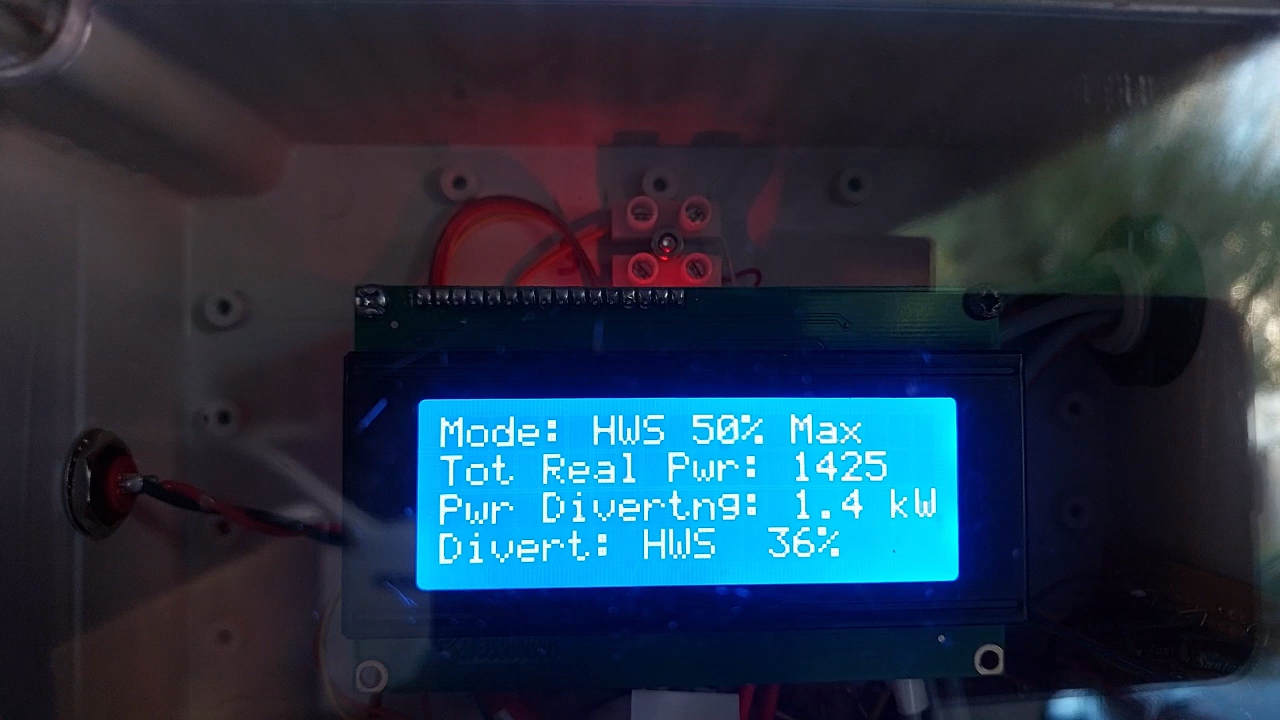 Mode: HWS 50% Max
Tot Real Pwr: 1425
Pwr Divertng: 1.4 kW
Divert: HWS 36%